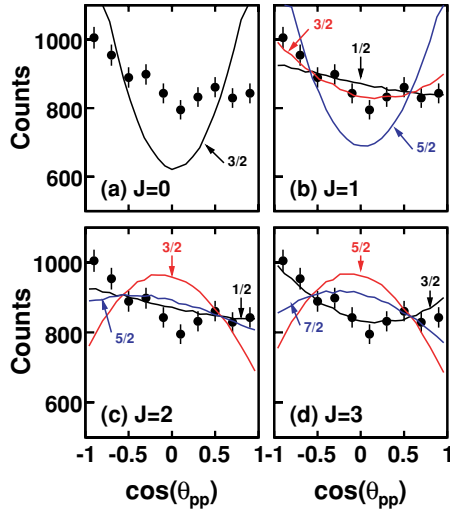 1000
800
600
Counts
3/2
(a) J=0
3/2
1/2
5/2
(b) J=1
1000
800
600
Counts
3/2
1/2
5/2
(c) J=2
5/2
3/2
7/2
(d) J=3
-1 -0.5 0 0.5
-1 -0.5 0 0.5 1
cos(θpp)
cos(θpp)